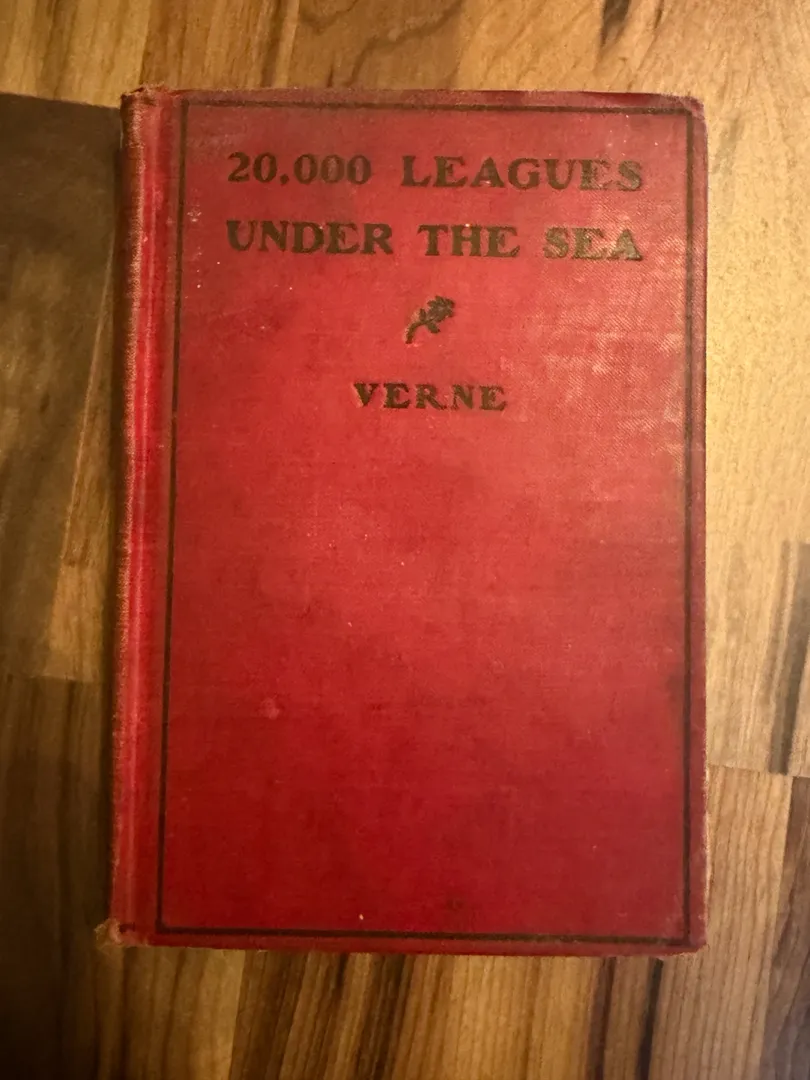 20,000 LEAGUES
UNDER THE SEA
VERNE